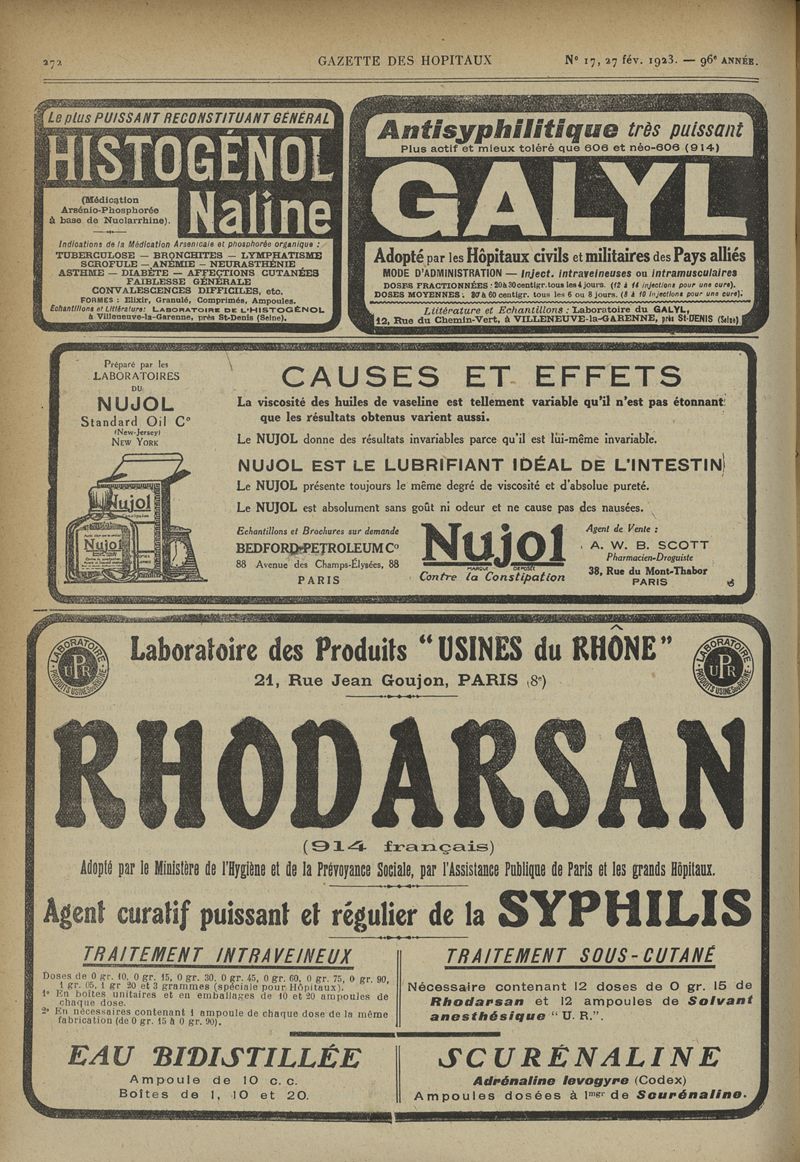 272
GAZETTE DES HOPITAUX
N° 17, 27 fév. 1923. — 96e ANNÉE.
Le plus PUISSANT RECONSTITUANT GÉNÉRAL
HISTOGÉNOL
(Médication
Arsénio-Phosphorée
à base de Nuclarrhine).
Naline
Indications de la Médication Arsenicale et phosphorée organique :
TUBERCULOSE — BRONCHITES — LYMPHATISME
SCROFULE — ANÉMIE — NEURASTHÉNIE
ASTHME — DIABÈTE — AFFECTIONS CUTANÉES
FAIBLESSE GÉNÉRALE
CONVALESCENCES DIFFICILES, etc.
FORMES : Elixir, Granulé, Comprimés, Ampoules.
Echantillons et Littérature: LABORATOIRE DE L'HISTOGÉNOL
à Villeneuve-la-Garenne, près St-Denis (Seine).
Antisyphilitique très puissant
Plus actif et mieux toléré que 606 et néo-606 (914)
GALYL
Adopté par les Hôpitaux civils et militaires des Pays alliés
MODE D'ADMINISTRATION — Inject. intraveineuses ou intramusculaires
DOSES FRACTIONNÉES : 20 à 30 centigr. tous les 4 jours. (12 à 14 injections pour une cure).
DOSES MOYENNES : 30 à 60 centigr. tous les 6 ou 8 jours. (8 à 10 injections pour une cure).
Littérature et Echantillons : Laboratoire du GALYL,
12, Rue du Chemin-Vert, à VILLENEUVE-la-GARENNE, près St-DENIS (Seine)
Préparé par les
LABORATOIRES
DU
NUJOL
Standard Oil Co
(New-Jersey)
NEW YORK
Nujol
Nujol
CAUSES ET EFFETS
La viscosité des huiles de vaseline est tellement variable qu'il n'est pas étonnant
que les résultats obtenus varient aussi.
Le NUJOL donne des résultats invariables parce qu'il est lui-même invariable.
NUJOL EST LE LUBRIFIANT IDÉAL DE L'INTESTIN
Le NUJOL présente toujours le même degré de viscosité et d'absolue pureté.
Le NUJOL est absolument sans goût ni odeur et ne cause pas des nausées.
Echantillons et Brochures sur demande
BEDFORD PETROLEUM Co
88 Avenue des Champs-Élysées, 88
PARIS
Nujol
MARQUE DÉPOSÉE
Contre la Constipation
Agent de Vente :
A. W. B. SCOTT
Pharmacien-Droguiste
38, Rue du Mont-Thabor
PARIS
LABORATOIRE
UPR
PRODUITS USINES DU RHÔNE
Laboratoire des Produits "USINES du RHÔNE"
21, Rue Jean Goujon, PARIS (8e)
LABORATOIRE
UPR
PRODUITS USINES DU RHÔNE
RHODARSAN
(914 français)
Adopté par le Ministère de l'Hygiène et de la Prévoyance Sociale, par l'Assistance Publique de Paris et les grands Hôpitaux.
Agent curatif puissant et régulier de la SYPHILIS
TRAITEMENT INTRAVEINEUX
Doses de 0 gr. 10, 0 gr. 15, 0 gr. 30, 0 gr. 45, 0 gr. 60, 0 gr. 75, 0 gr. 90,
1 gr. 05, 1 gr 20 et 3 grammes (spéciale pour Hôpitaux).
1° En boîtes unitaires et en emballages de 10 et 20 ampoules de
chaque dose.
2° En nécessaires contenant 1 ampoule de chaque dose de la même
fabrication (de 0 gr. 15 à 0 gr. 90).
TRAITEMENT SOUS-CUTANÉ
Nécessaire contenant 12 doses de 0 gr. 15 de
Rhodarsan et 12 ampoules de Solvant
anesthésique "U. R.".
EAU BIDISTILLÉE
Ampoule de 10 c. c.
Boîtes de 1, 10 et 20.
SCURÉNALINE
Adrénaline levogyre (Codex)
Ampoules dosées à 1mgr de Scurénaline.